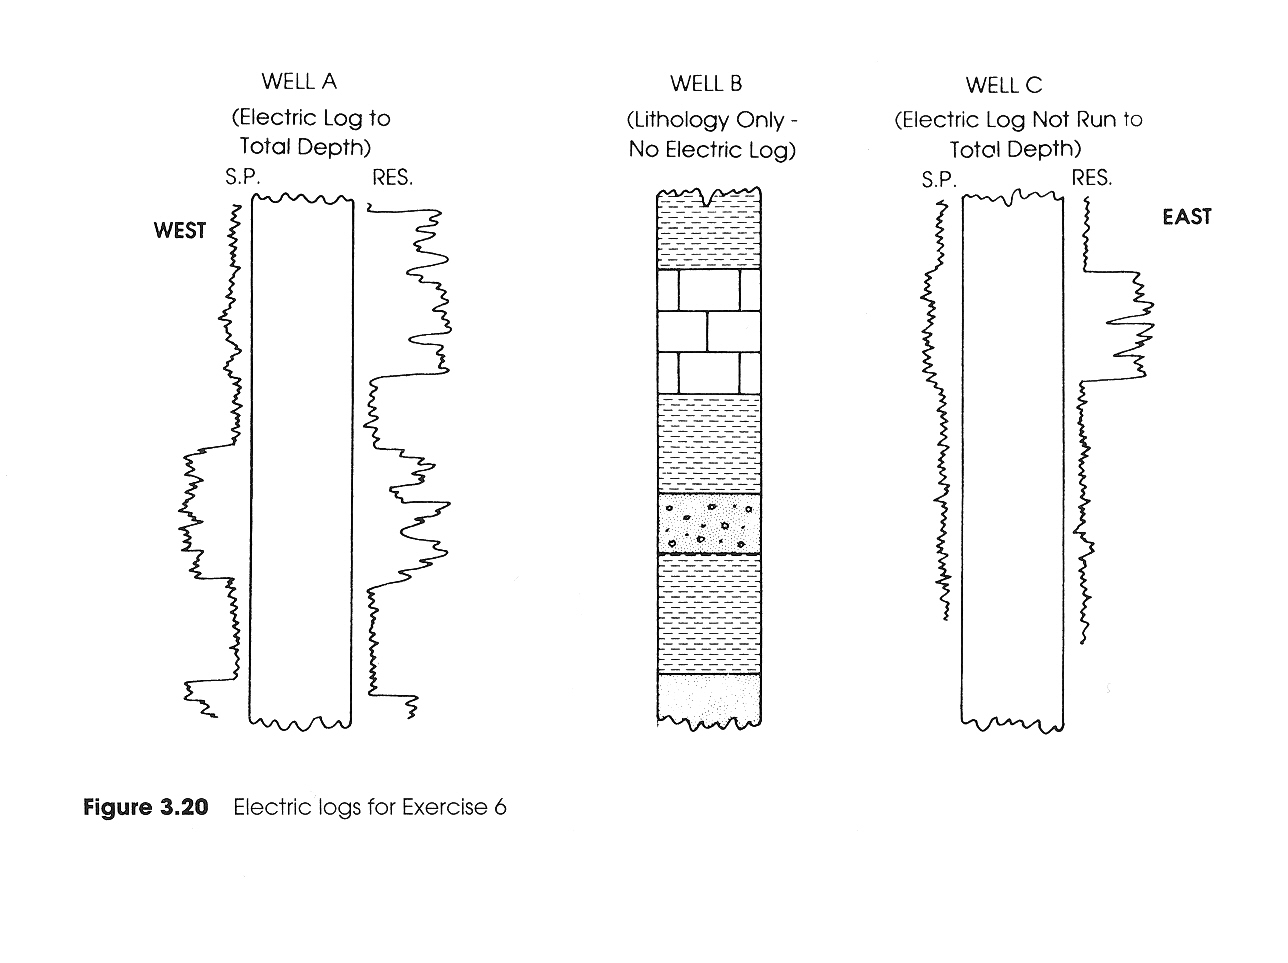 WELL A
(Electric Log to
Total Depth)
S.P.
RES.
WEST
WELL B
(Lithology Only -
No Electric Log)
WELL C
(Electric Log Not Run to
Total Depth)
S.P.
RES.
EAST
Figure 3.20 Electric logs for Exercise 6